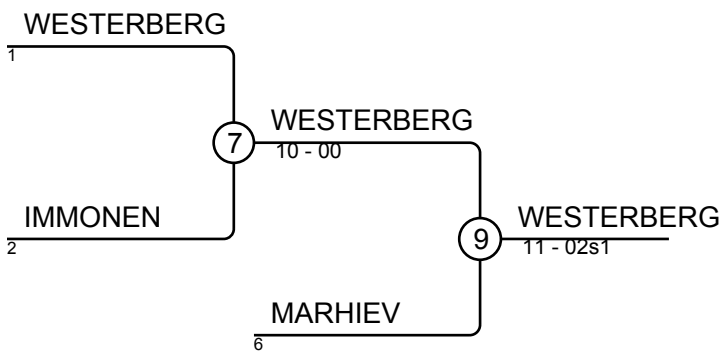 WESTERBERG
1
WESTERBERG
7
10 - 00
IMMONEN
2
WESTERBERG
9
11 - 02s1
MARHIEV
6